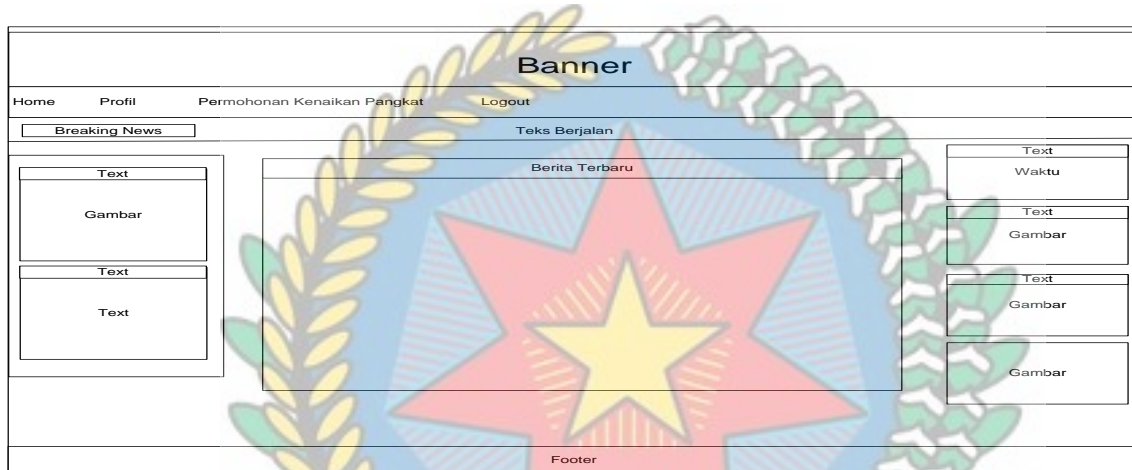 Banner
Home Profil Permohonan Kenaikan Pangkat Logout
Breaking News Teks Berjalan
Text
Gambar
Text
Text
Berita Terbaru
Text
Waktu
Text
Gambar
Text
Gambar
Gambar
Footer